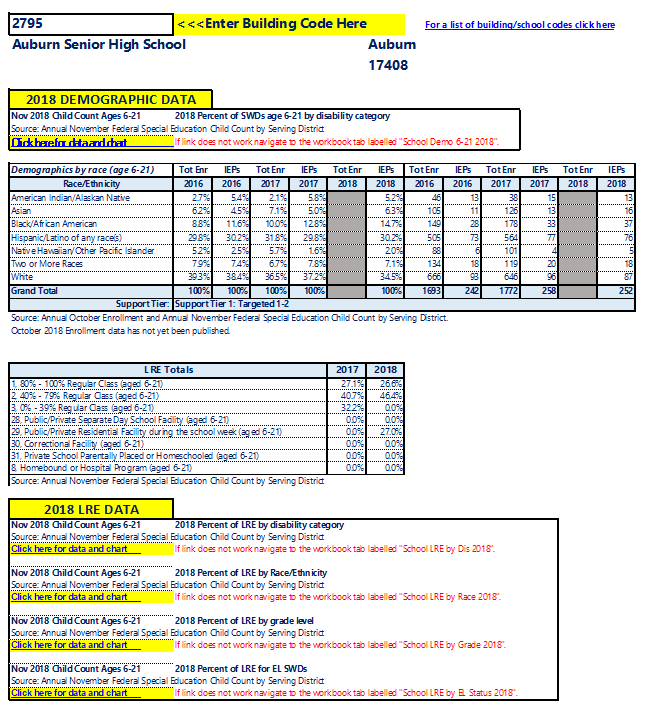 2795 <<<Enter Building Code Here For a list of building/school codes click here
Auburn Senior High School Auburn
17408
2018 DEMOGRAPHIC DATA
Nov 2018 Child Count Ages 6-21 2018 Percent of SWDs age 6-21 by disability category
Source: Annual November Federal Special Education Child Count by Serving District
Click here for data and chart If link does not work navigate to the workbook tab labelled "School Demo 6-21 2018".
Demographics by race (age 6-21) Tot Enr IEPs Tot Enr IEPs Tot Enr IEPs Tot Enr IEPs Tot Enr IEPs Tot Enr IEPs
Race/Ethnicity 2016 2016 2017 2017 2018 2018 2016 2016 2017 2017 2018 2018
American Indian/Alaskan Native 2.7% 5.4% 2.1% 5.8% 5.2% 46 13 38 15 13
Asian 6.2% 4.5% 7.1% 5.0% 6.3% 105 11 126 13 16
Black/African American 8.8% 11.6% 10.0% 12.8% 14.7% 149 28 178 33 37
Hispanic/Latino of any race(s) 29.8% 30.2% 31.8% 29.8% 30.2% 505 73 564 77 76
Native Hawaiian/Other Pacific Islander 5.2% 2.5% 5.7% 1.6% 2.0% 88 6 101 4 5
Two or More Races 7.9% 7.4% 6.7% 7.8% 7.1% 134 18 119 20 18
White 39.3% 38.4% 36.5% 37.2% 34.5% 666 93 646 96 87
Grand Total 100% 100% 100% 100% 100% 1693 242 1772 258 252
Support Tier: Support Tier 1: Targeted 1-2
Source: Annual October Enrollment and Annual November Federal Special Education Child Count by Serving District.
October 2018 Enrollment data has not yet been published.
LRE Totals 2017 2018
1, 80% - 100% Regular Class (aged 6-21) 27.1% 26.6%
2, 40% - 79% Regular Class (aged 6-21) 40.7% 46.4%
3, 0% - 39% Regular Class (aged 6-21) 32.2% 0.0%
28, Public/Private Separate Day School Facility (aged 6-21) 0.0% 0.0%
29, Public/Private Residential Facility during the school week (aged 6-21) 0.0% 27.0%
30, Correctional Facility (aged 6-21) 0.0% 0.0%
31, Private School Parentally Placed or Homeschooled (aged 6-21) 0.0% 0.0%
8, Homebound or Hospital Program (aged 6-21) 0.0% 0.0%
Source: Annual November Federal Special Education Child Count by Serving District
2018 LRE DATA
Nov 2018 Child Count Ages 6-21 2018 Percent of LRE by disability category
Source: Annual November Federal Special Education Child Count by Serving District
Click here for data and chart If link does not work navigate to the workbook tab labelled "School LRE by Dis 2018".
Nov 2018 Child Count Ages 6-21 2018 Percent of LRE by Race/Ethnicity
Source: Annual November Federal Special Education Child Count by Serving District
Click here for data and chart If link does not work navigate to the workbook tab labelled "School LRE by Race 2018".
Nov 2018 Child Count Ages 6-21 2018 Percent of LRE by grade level
Source: Annual November Federal Special Education Child Count by Serving District
Click here for data and chart If link does not work navigate to the workbook tab labelled "School LRE by Grade 2018".
Nov 2018 Child Count Ages 6-21 2018 Percent of LRE for EL SWDs
Source: Annual November Federal Special Education Child Count by Serving District
Click here for data and chart If link does not work navigate to the workbook tab labelled "School LRE by EL Status 2018".